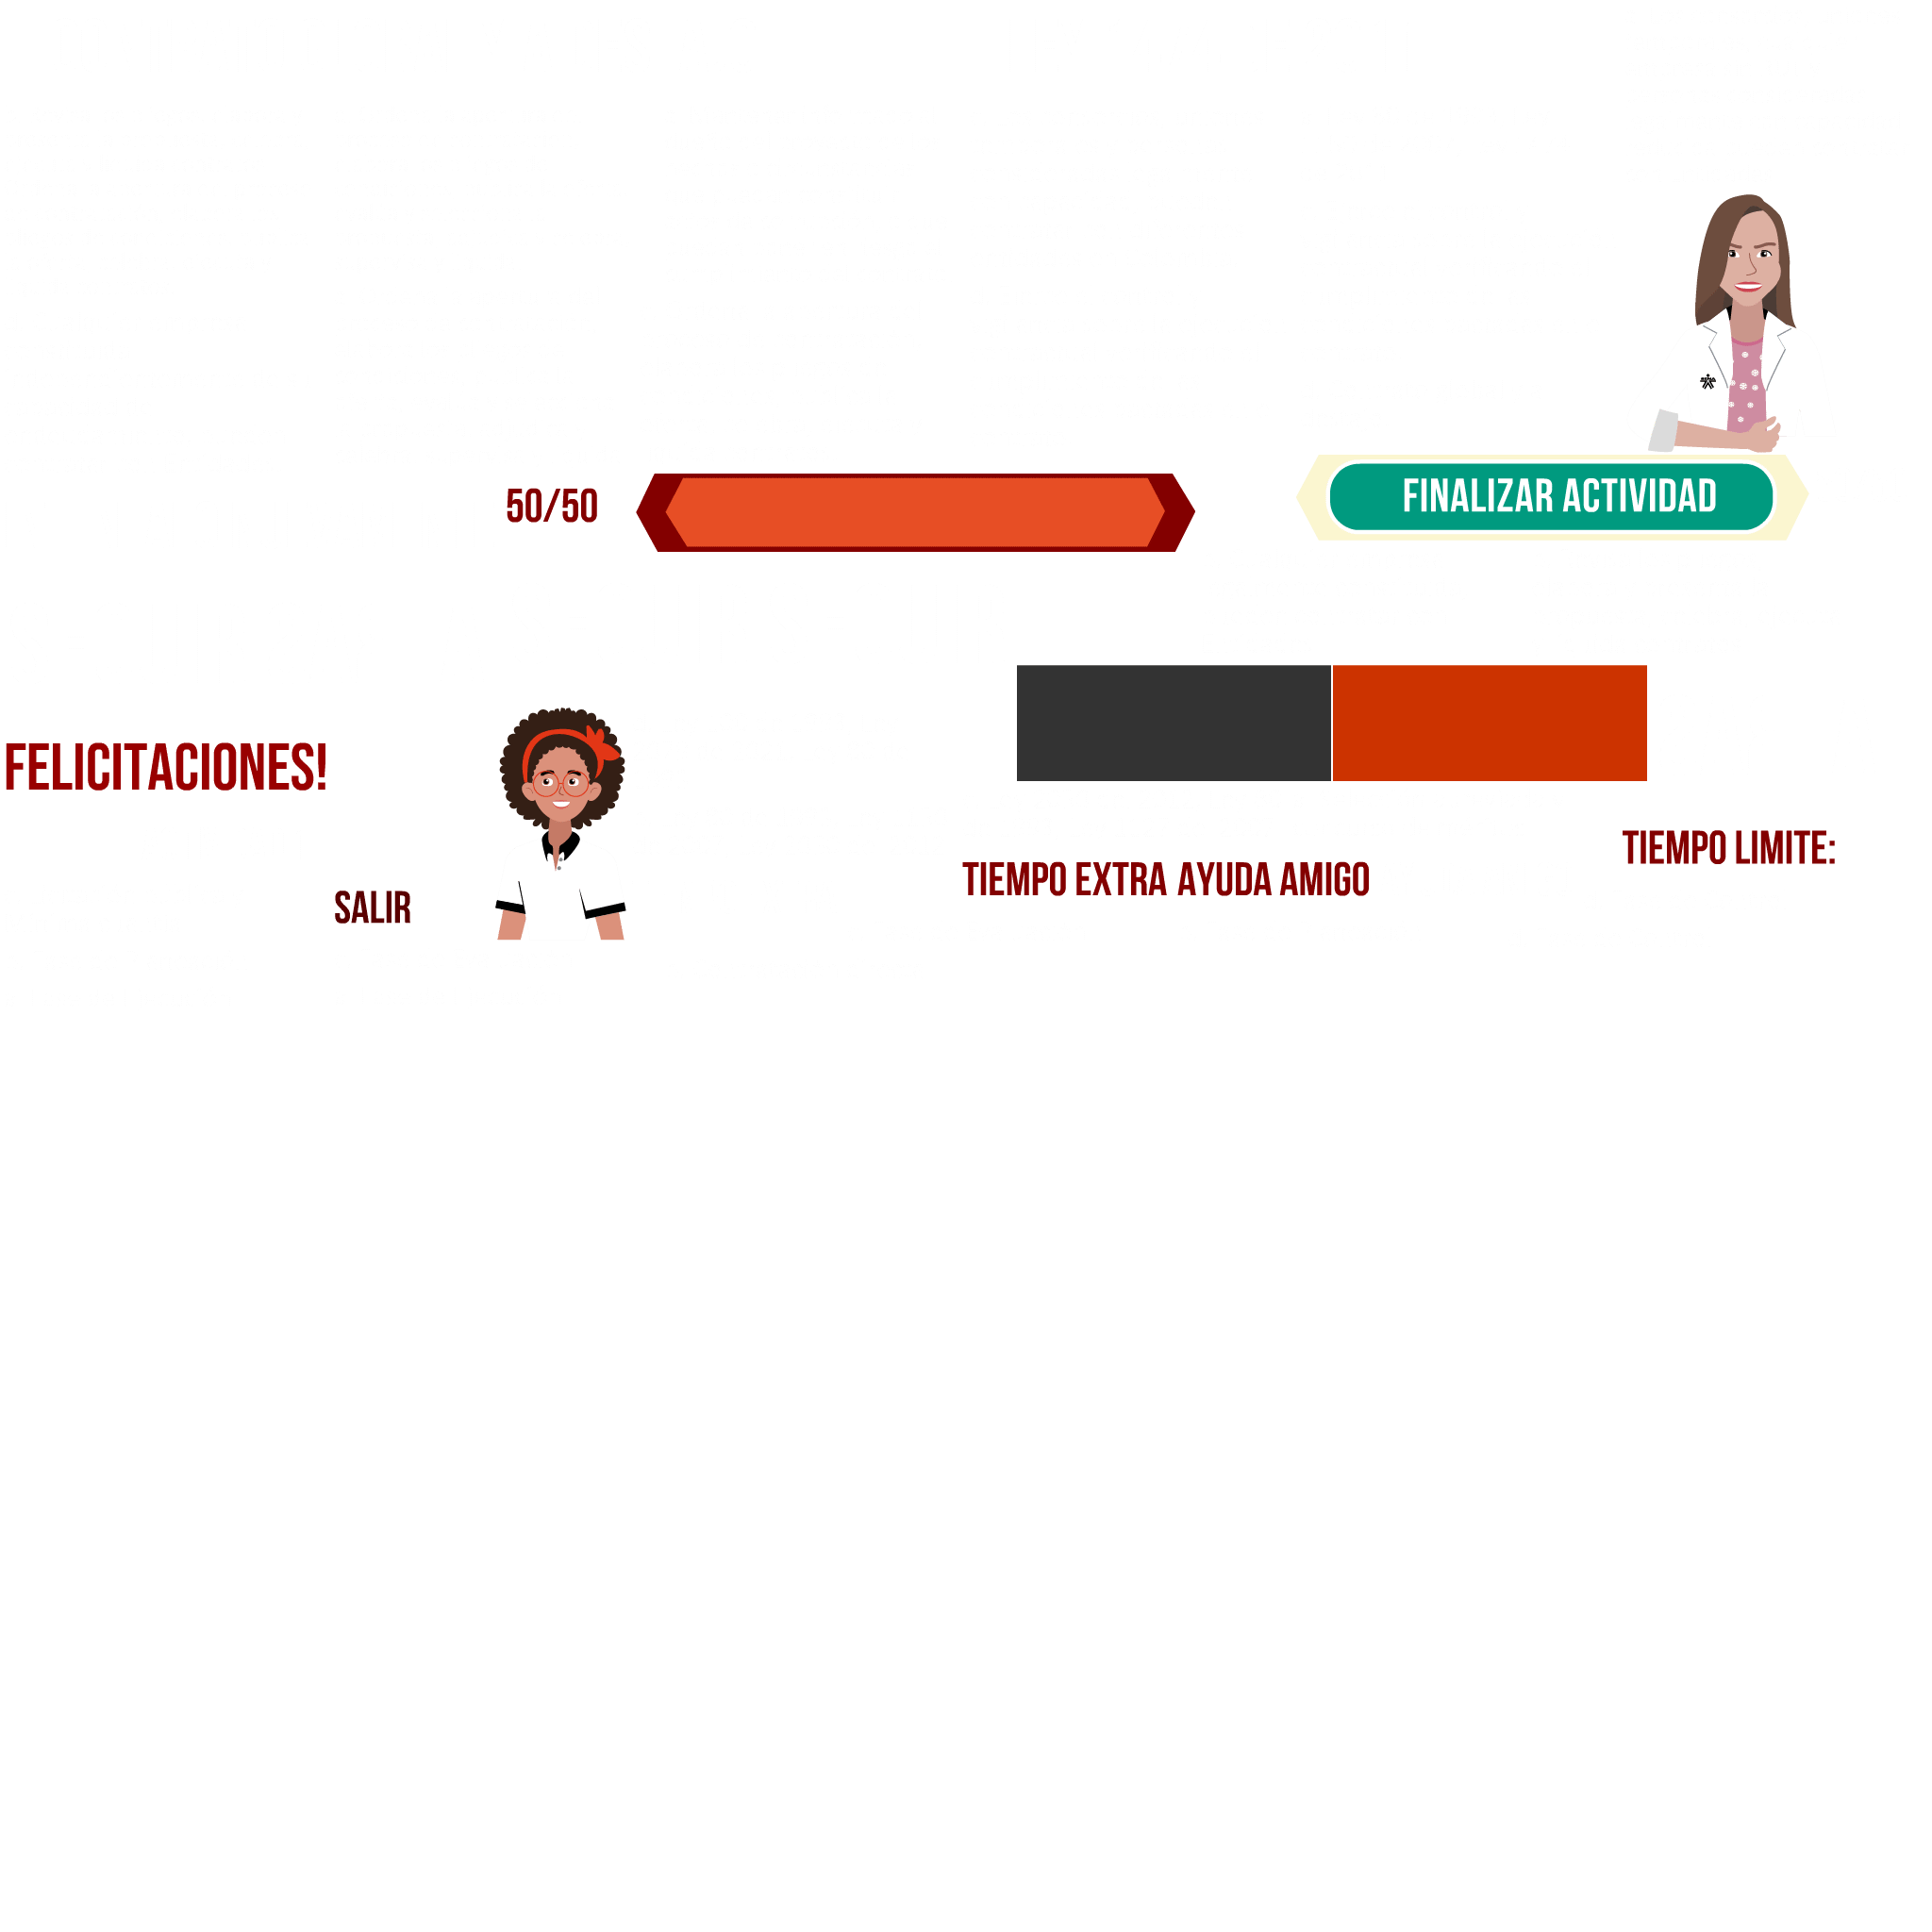 50/50
FINALIZAR ACTIVIDAD
FELICITACIONES!
TIEMPO LIMITE:
TIEMPO EXTRA AYUDA AMIGO
SALIR